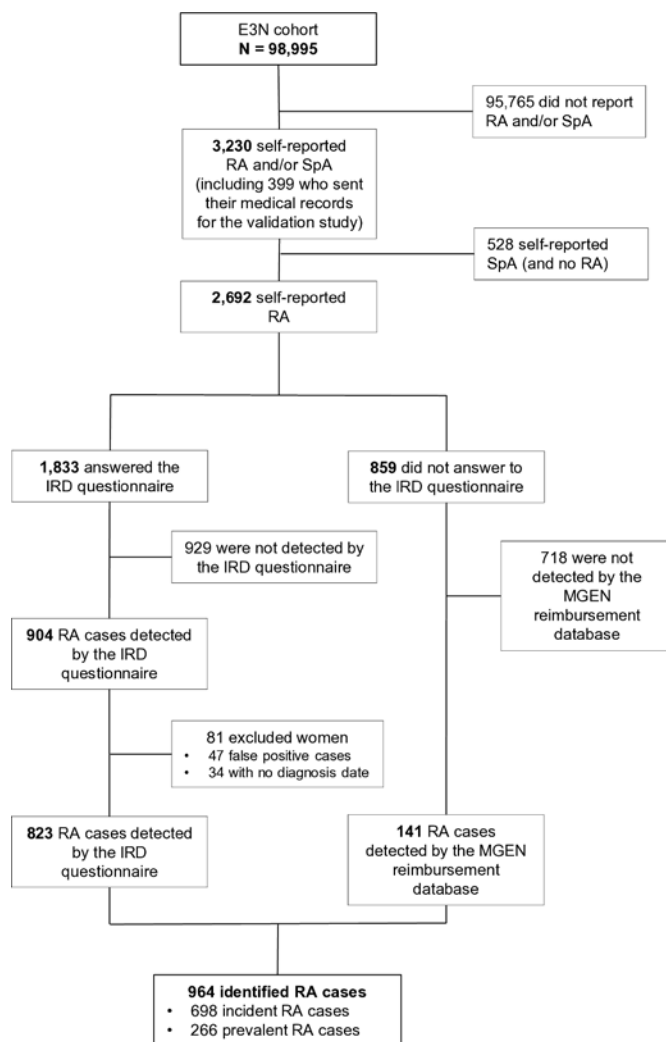 E3N cohort
N = 98,995
95,765 did not report
RA and/or SpA
3,230 self-reported
RA and/or SpA
(including 399 who sent
their medical records
for the validation study)
528 self-reported
SpA (and no RA)
2,692 self-reported
RA
1,833 answered the
IRD questionnaire
859 did not answer to
the IRD questionnaire
929 were not detected by
the IRD questionnaire
718 were not
detected by the
MGEN
reimbursement
database
904 RA cases detected
by the IRD
questionnaire
81 excluded women
• 47 false positive cases
• 34 with no diagnosis date
823 RA cases detected
by the IRD
questionnaire
141 RA cases
detected by the MGEN
reimbursement
database
964 identified RA cases
• 698 incident RA cases
• 266 prevalent RA cases